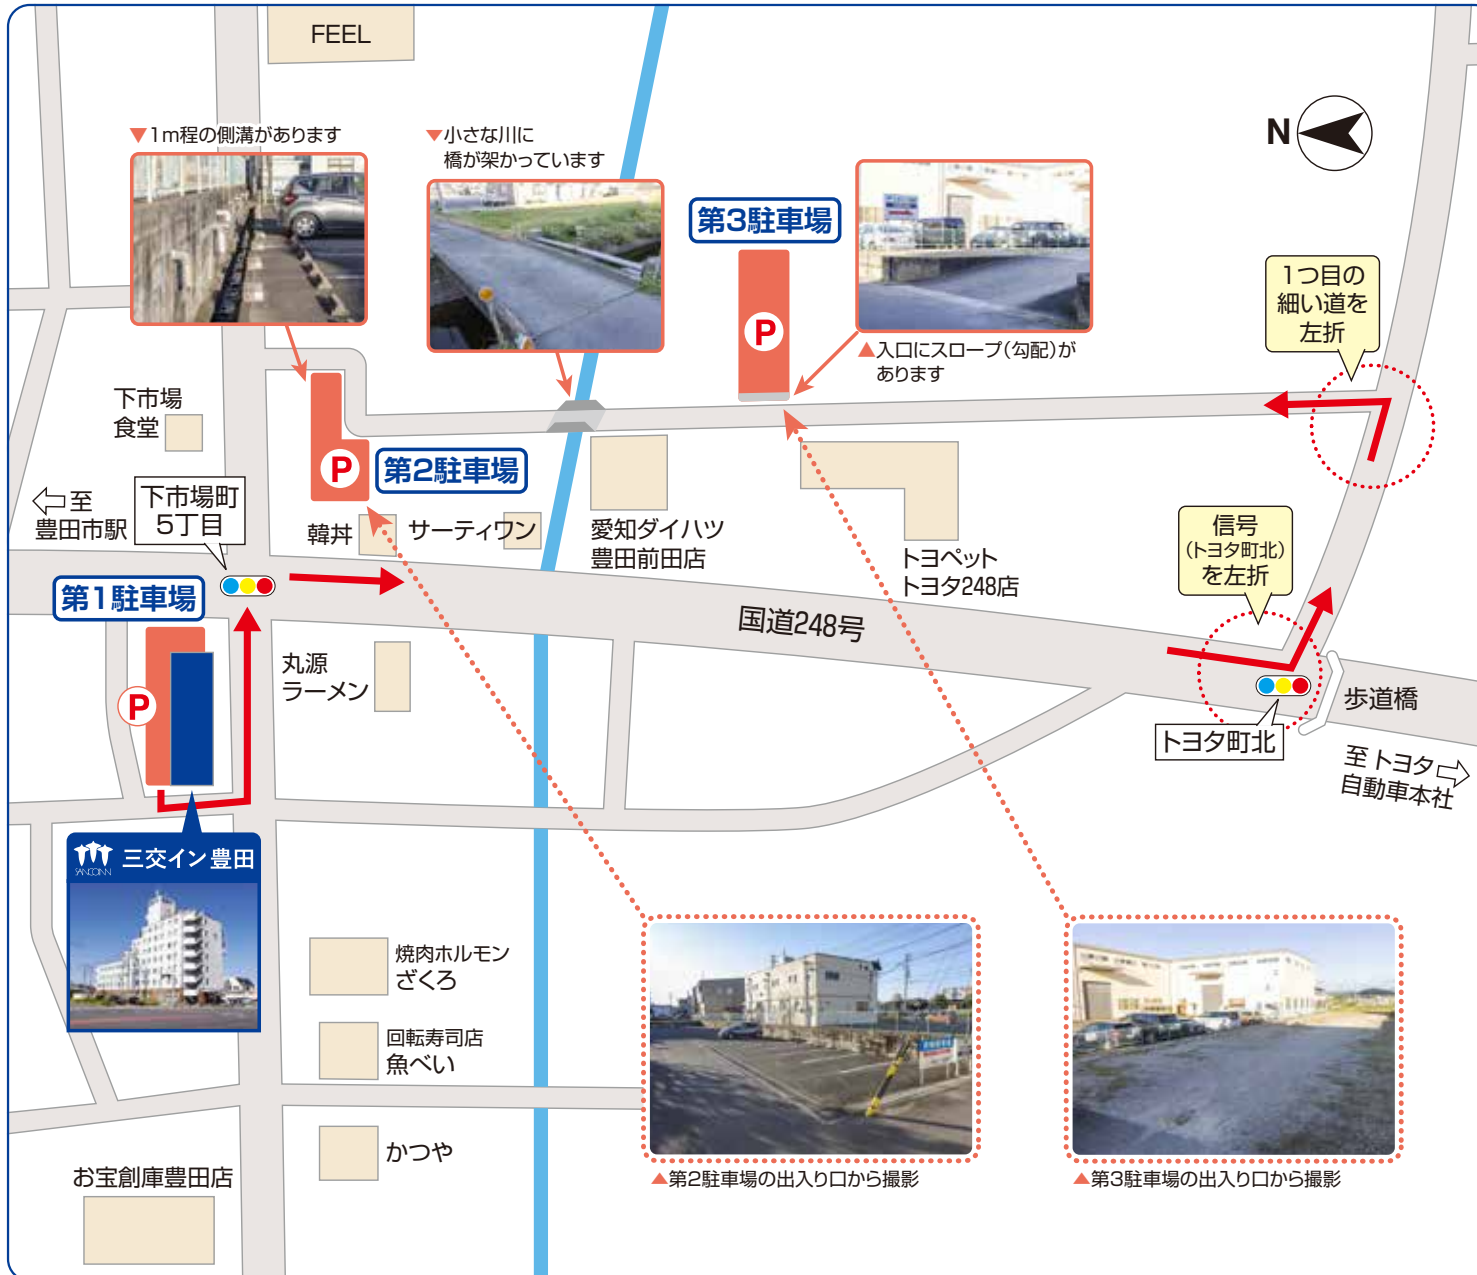 FEEL
▼1m程の側溝があります
▼小さな川に
橋が架かっています
第3駐車場
P
▲入口にスロープ(勾配)が
あります
N
1つ目の
細い道を
左折
下市場
食堂
至
豊田市駅
下市場町
5丁目
P
第2駐車場
韓丼
サーティワン
愛知ダイハツ
豊田前田店
トヨペット
トヨタ248店
信号
(トヨタ町北)
を左折
第1駐車場
国道248号
P
丸源
ラーメン
歩道橋
トヨタ町北
至 トヨタ
自動車本社
SANCOINN
三交イン豊田
焼肉ホルモン
ざくろ
回転寿司店
魚べい
かつや
お宝創庫豊田店
▲第2駐車場の出入り口から撮影
▲第3駐車場の出入り口から撮影